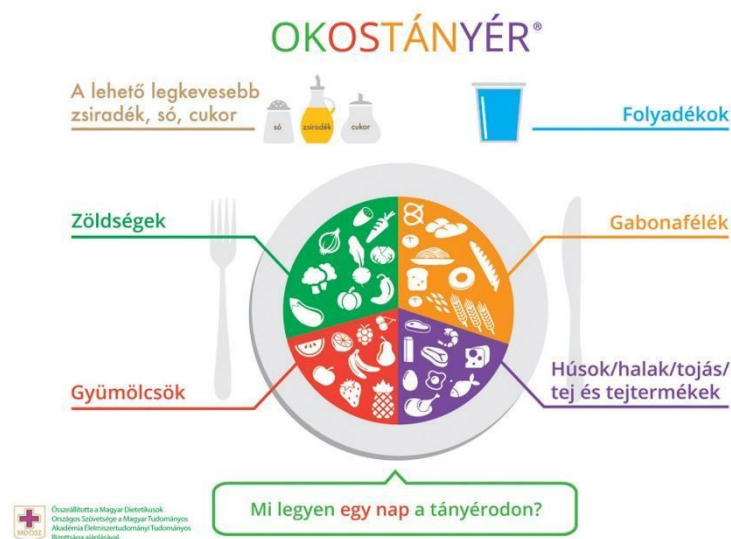 OKOSTÁNYÉR®
A lehető legkevesebb
zsiradék, só, cukor
só
zsiradék
cukor
Folyadékok
Zöldségek
Gabonafélék
Gyümölcsök
Húsok/halak/tojás/
tej és tejtermékek
Mi legyen egy nap a tányérodon?
MDOSZ
Összeállította a Magyar Dietetikusok
Országos Szövetsége a Magyar Tudományos
Akadémia Élelmiszertudományi Tudományos
Bizottsága ajánlásával.